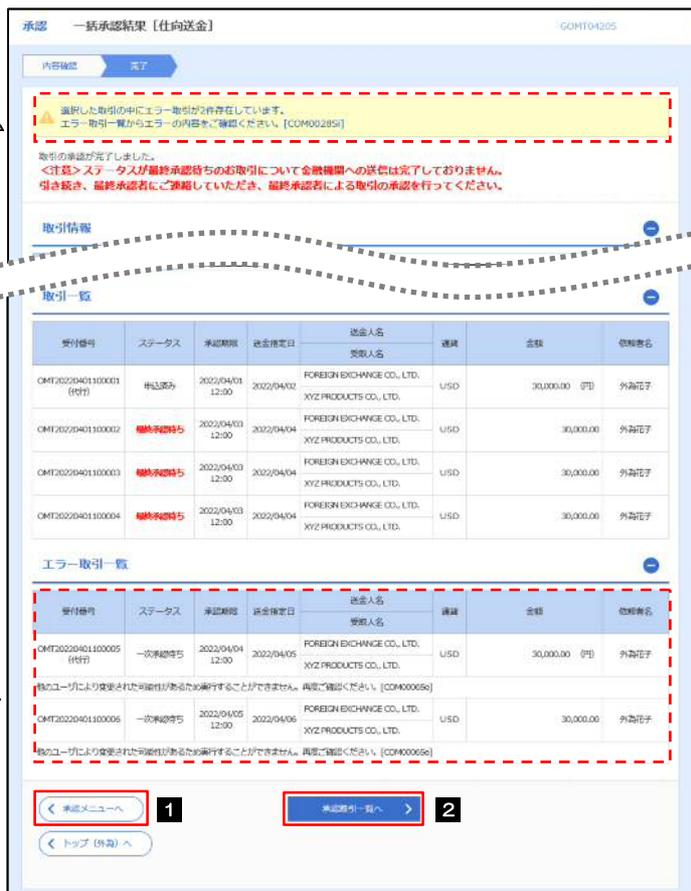 承認 一括承認結果［仕向送金］ GOMT04205
内容確認 完了
選択した取引の中にエラー取引が2件存在しています。
エラー取引一覧からエラーの内容をご確認ください。[COM00285i]
取引の承認が完了しました。
＜注意＞ステータスが最終承認待ちのお取引について金融機関への送信は完了しておりません。
引き続き、最終承認者にご連絡していただき、最終承認者による取引の承認を行ってください。
取引情報
取引一覧
受付番号 ステータス 承認期限 送金指定日 送金人名 通貨 金額 依頼者名
受取人名
OMT20220401100001 (代行) 申込済み 2022/04/01 12:00 2022/04/02 FOREIGN EXCHANGE CO., LTD. USD 30,000.00 (円) 外為花子
XYZ PRODUCTS CO., LTD.
OMT20220401100002 最終承認待ち 2022/04/03 12:00 2022/04/04 FOREIGN EXCHANGE CO., LTD. USD 30,000.00 外為花子
XYZ PRODUCTS CO., LTD.
OMT20220401100003 最終承認待ち 2022/04/03 12:00 2022/04/04 FOREIGN EXCHANGE CO., LTD. USD 30,000.00 外為花子
XYZ PRODUCTS CO., LTD.
OMT20220401100004 最終承認待ち 2022/04/03 12:00 2022/04/04 FOREIGN EXCHANGE CO., LTD. USD 30,000.00 外為花子
XYZ PRODUCTS CO., LTD.
エラー取引一覧
受付番号 ステータス 承認期限 送金指定日 送金人名 通貨 金額 依頼者名
受取人名
OMT20220401100005 (代行) 一次承認待ち 2022/04/04 12:00 2022/04/05 FOREIGN EXCHANGE CO., LTD. USD 30,000.00 (円) 外為花子
XYZ PRODUCTS CO., LTD.
他のユーザにより変更された可能性があるため実行することができません。再度ご確認ください。[COM00065e]
OMT20220401100006 一次承認待ち 2022/04/05 12:00 2022/04/06 FOREIGN EXCHANGE CO., LTD. USD 30,000.00 外為花子
XYZ PRODUCTS CO., LTD.
他のユーザにより変更された可能性があるため実行することができません。再度ご確認ください。[COM00065e]
承認メニューへ 1 承認取引一覧へ 2
トップ（外為）へ